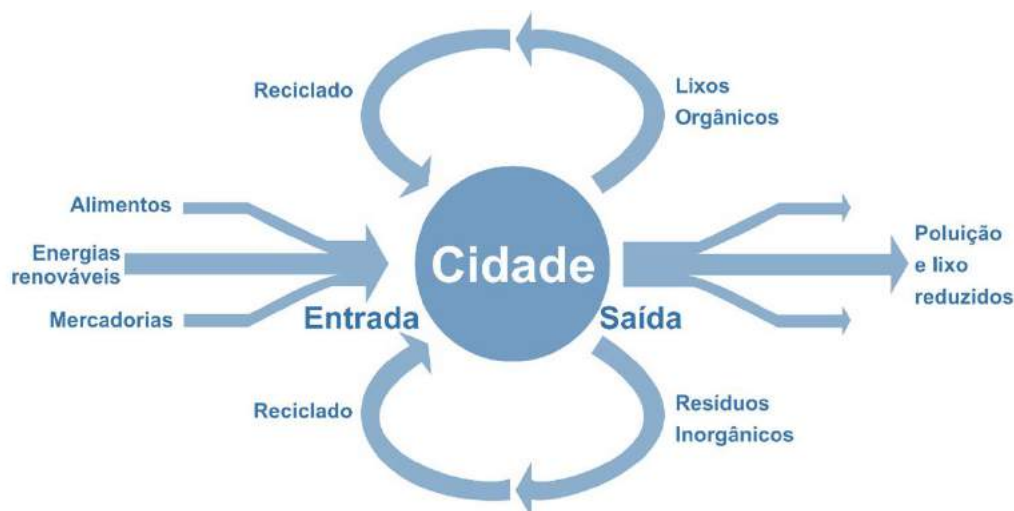 Reciclado
Lixos
Orgânicos
Alimentos
Energias
renováveis
Mercadorias
Entrada
Cidade
Saída
Poluição
e lixo
reduzidos
Reciclado
Resíduos
Inorgânicos